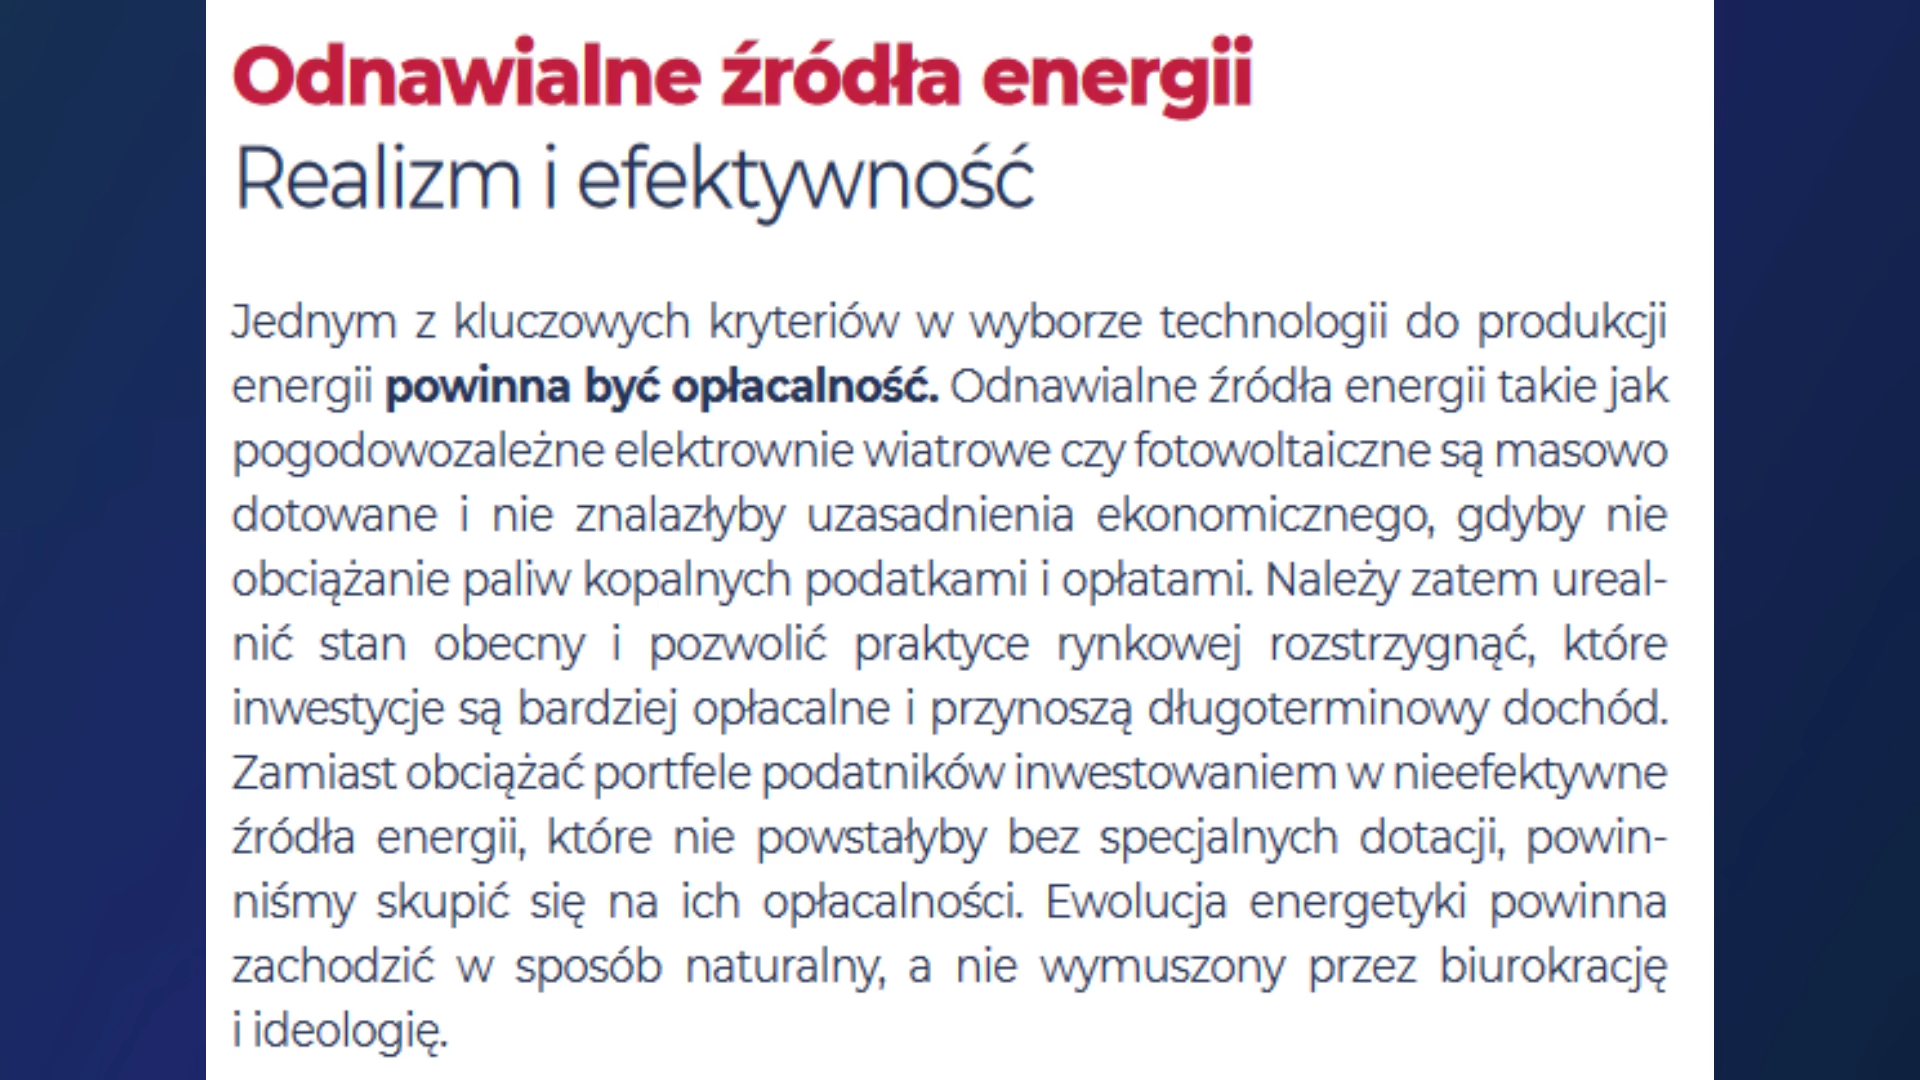 Odnawialne źródła energii
Realizm i efektywność
Jednym z kluczowych kryteriów w wyborze technologii do produkcji
energii powinna być opłacalność. Odnawialne źródła energii takie jak
pogodowozależne elektrownie wiatrowe czy fotowoltaiczne są masowo
dotowane i nie znalazłyby uzasadnienia ekonomicznego, gdyby nie
obciążanie paliw kopalnych podatkami i opłatami. Należy zatem ureal-
nić stan obecny i pozwolić praktyce rynkowej rozstrzygnąć, które
inwestycje są bardziej opłacalne i przynoszą długoterminowy dochód.
Zamiast obciążać portfele podatników inwestowaniem w nieefektywne
źródła energii, które nie powstałyby bez specjalnych dotacji, powin-
niśmy skupić się na ich opłacalności. Ewolucja energetyki powinna
zachodzić w sposób naturalny, a nie wymuszony przez biurokrację
i ideologię.